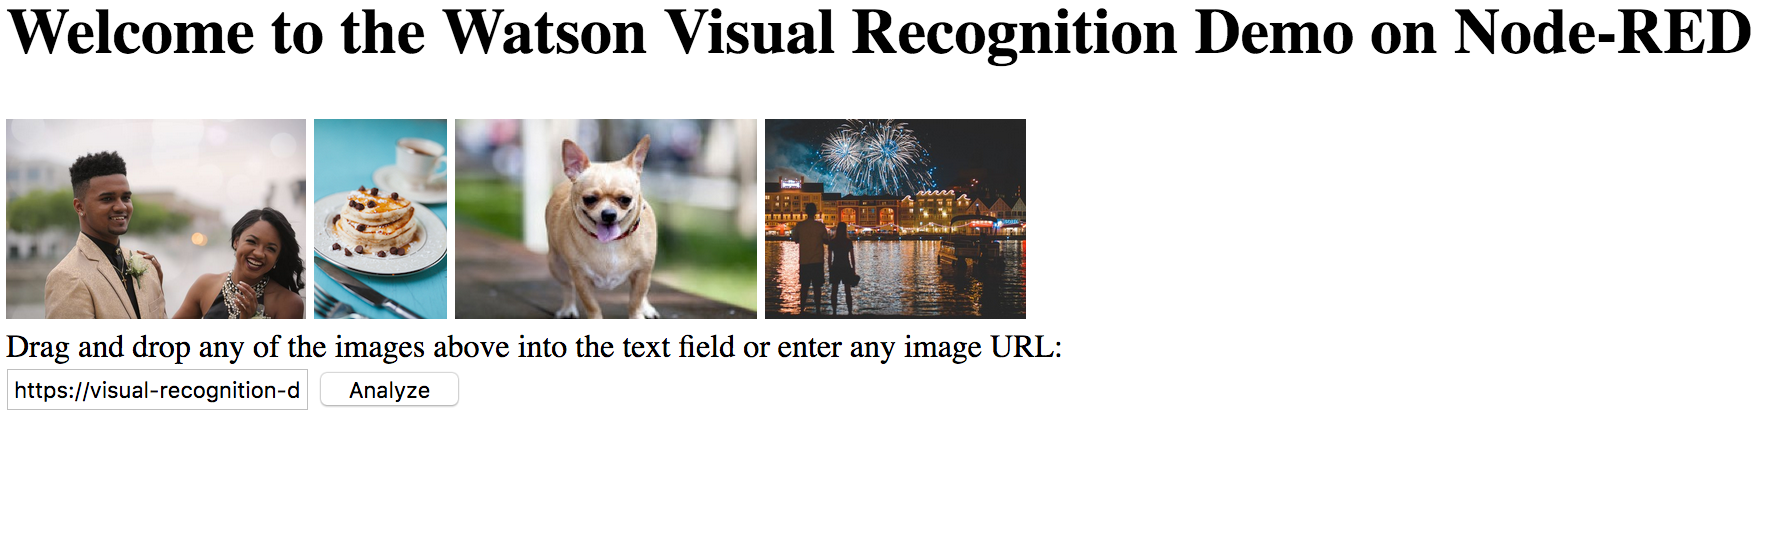 Welcome to the Watson Visual Recognition Demo on Node-RED
Drag and drop any of the images above into the text field or enter any image URL:
https://visual-recognition-d
Analyze